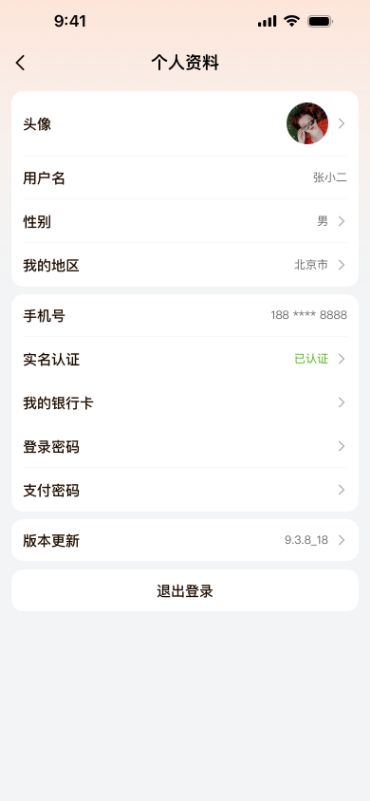 9:41
个人资料
头像
用户名 张小二
性别 男
我的地区 北京市
手机号 188 **** 8888
实名认证 已认证
我的银行卡
登录密码
支付密码
版本更新 9.3.8_18
退出登录